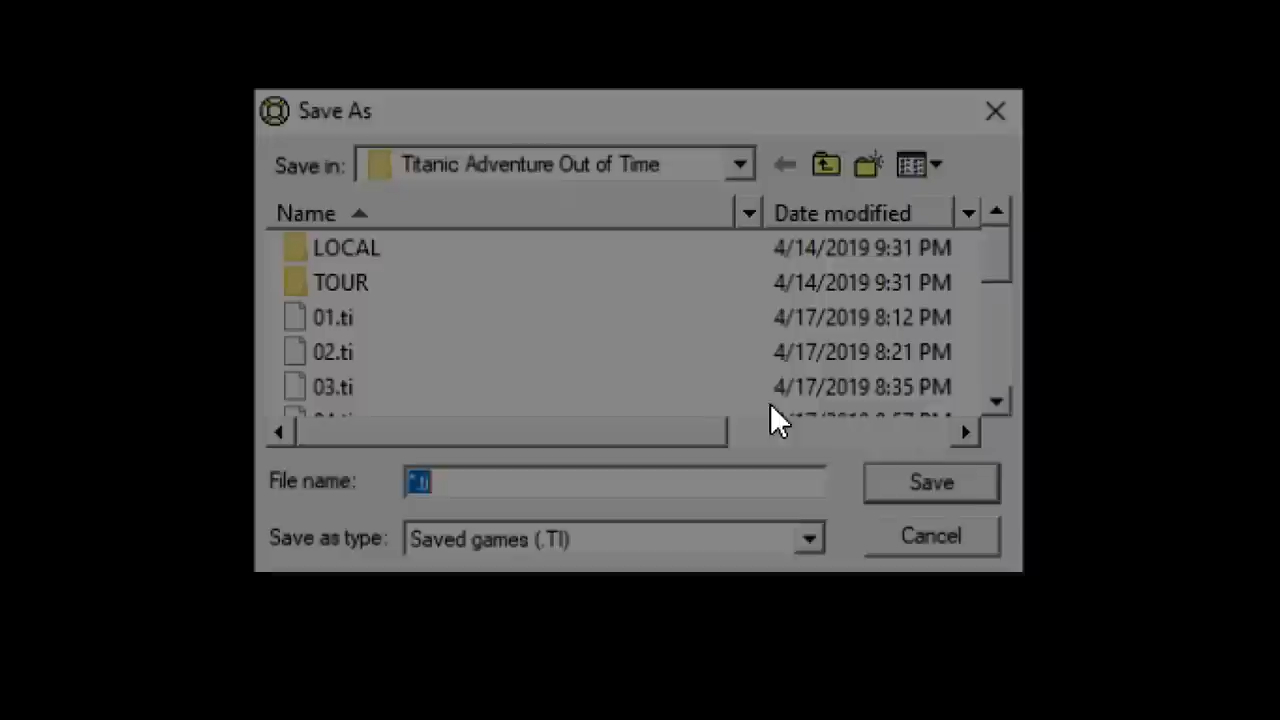 Save As
Save in: Titanic Adventure Out of Time
Name Date modified
LOCAL 4/14/2019 9:31 PM
TOUR 4/14/2019 9:31 PM
01.ti 4/17/2019 8:12 PM
02.ti 4/17/2019 8:21 PM
03.ti 4/17/2019 8:35 PM
File name: *.ti Save
Save as type: Saved games (.TI) Cancel